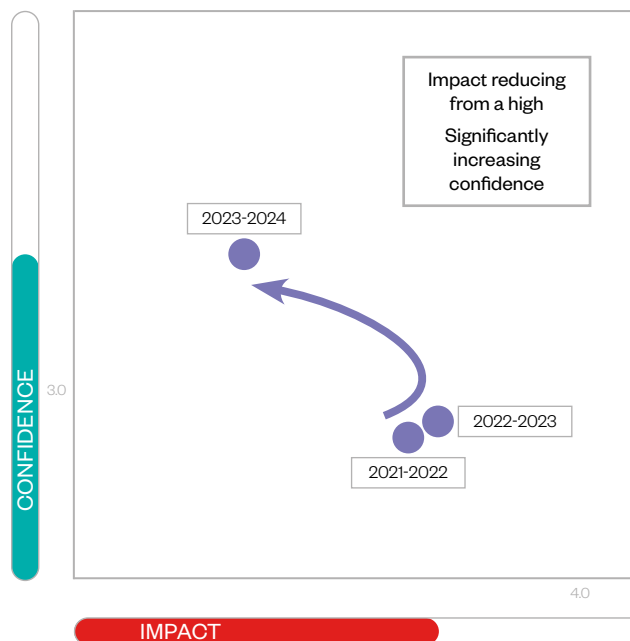 Impact reducing
from a high
Significantly
increasing
confidence
2023-2024
CONFIDENCE
3.0
2022-2023
2021-2022
4.0
IMPACT